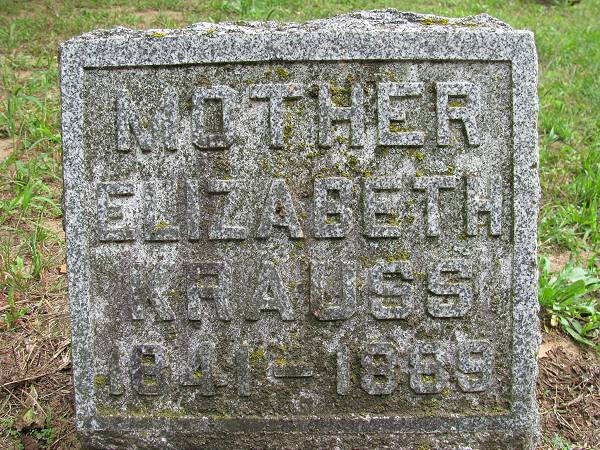 MOTHER
ELIZABETH
KRAUSS
1841-1889